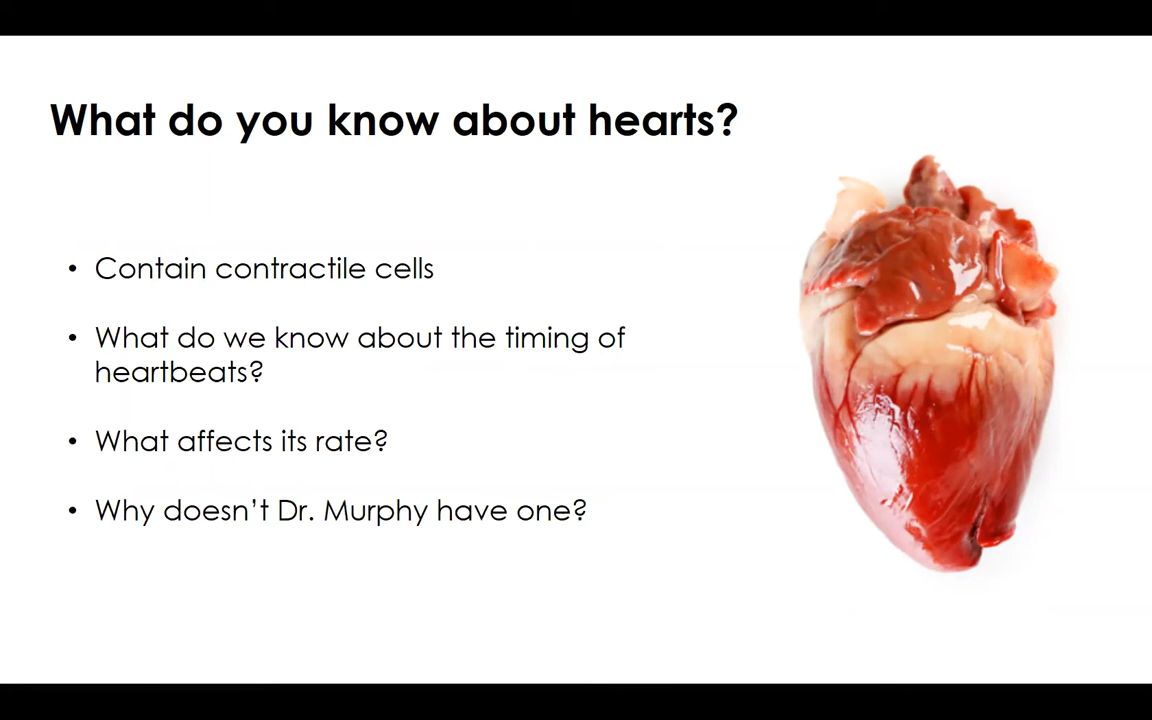 What do you know about hearts?
• Contain contractile cells
• What do we know about the timing of
heartbeats?
• What affects its rate?
• Why doesn’t Dr. Murphy have one?